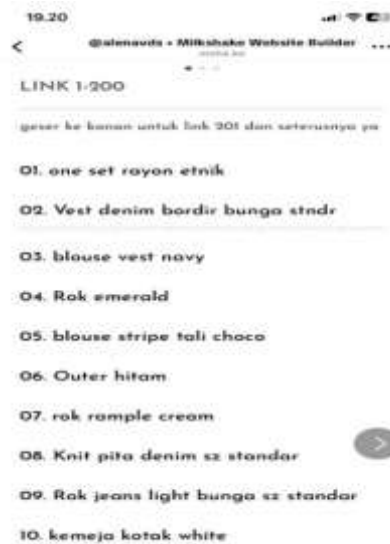 19.20
@alenavds • Milkshake Website Builder
LINK 1-200
geser ke kanan untuk link 201 dan seterusnya ya
01. one set rayon etnik
02. Vest denim bordir bunga stndr
03. blouse vest navy
04. Rok emerald
05. blouse stripe tali choco
06. Outer hitam
07. rok rample cream
08. Knit pita denim sz standar
09. Rok jeans light bunga sz standar
10. kemeja kotak white